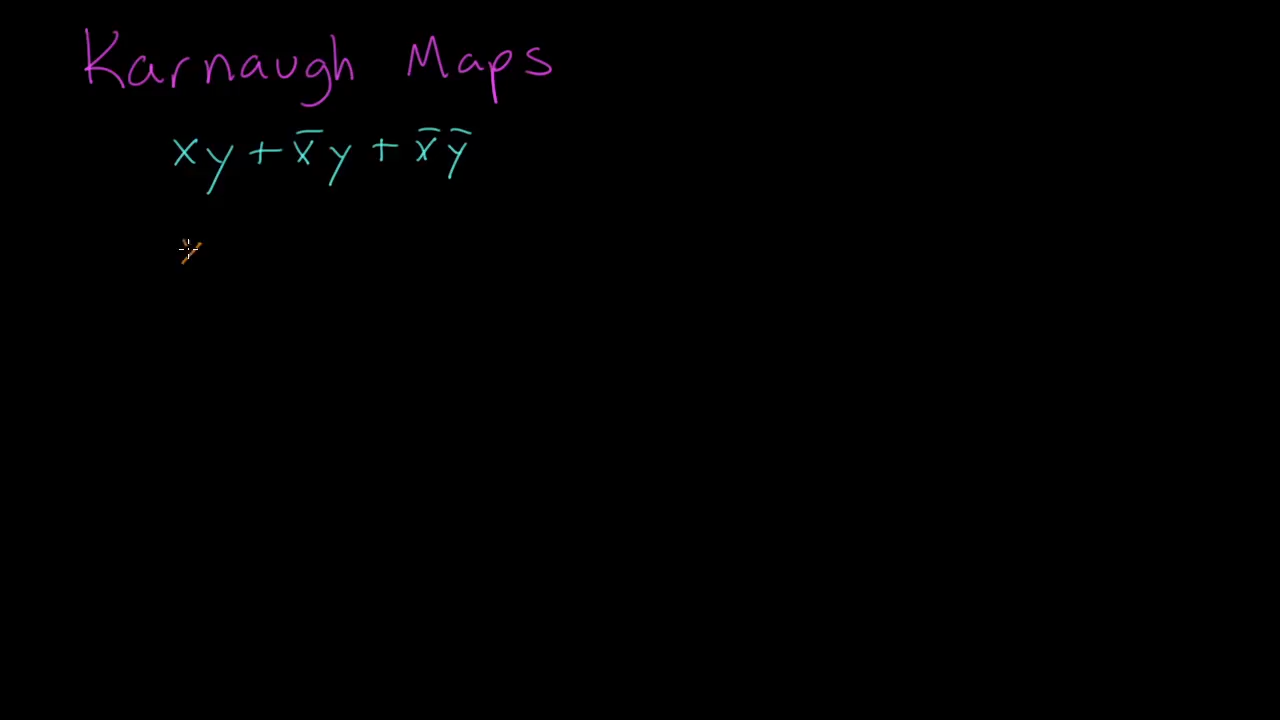 Karnaugh Maps
xy + x̅y + x̅y̅
x